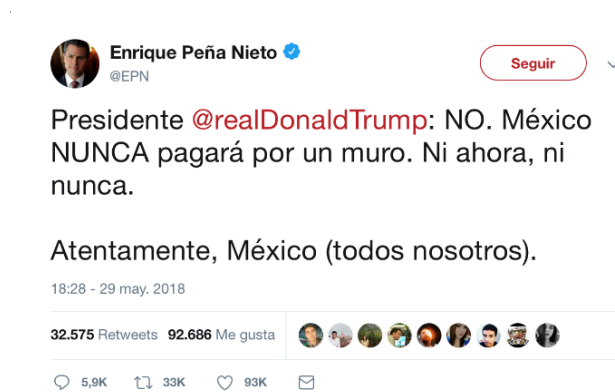 Enrique Peña Nieto
@EPN
Seguir
Presidente @realDonaldTrump: NO. México
NUNCA pagará por un muro. Ni ahora, ni
nunca.
Atentamente, México (todos nosotros).
18:28 - 29 may. 2018
32.575 Retweets 92.686 Me gusta
5,9K 33K 93K